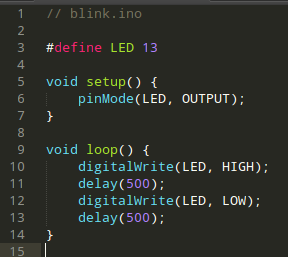 1 // blink.ino
2
3 #define LED 13
4
5 void setup() {
6     pinMode(LED, OUTPUT);
7 }
8
9 void loop() {
10     digitalWrite(LED, HIGH);
11     delay(500);
12     digitalWrite(LED, LOW);
13     delay(500);
14 }
15